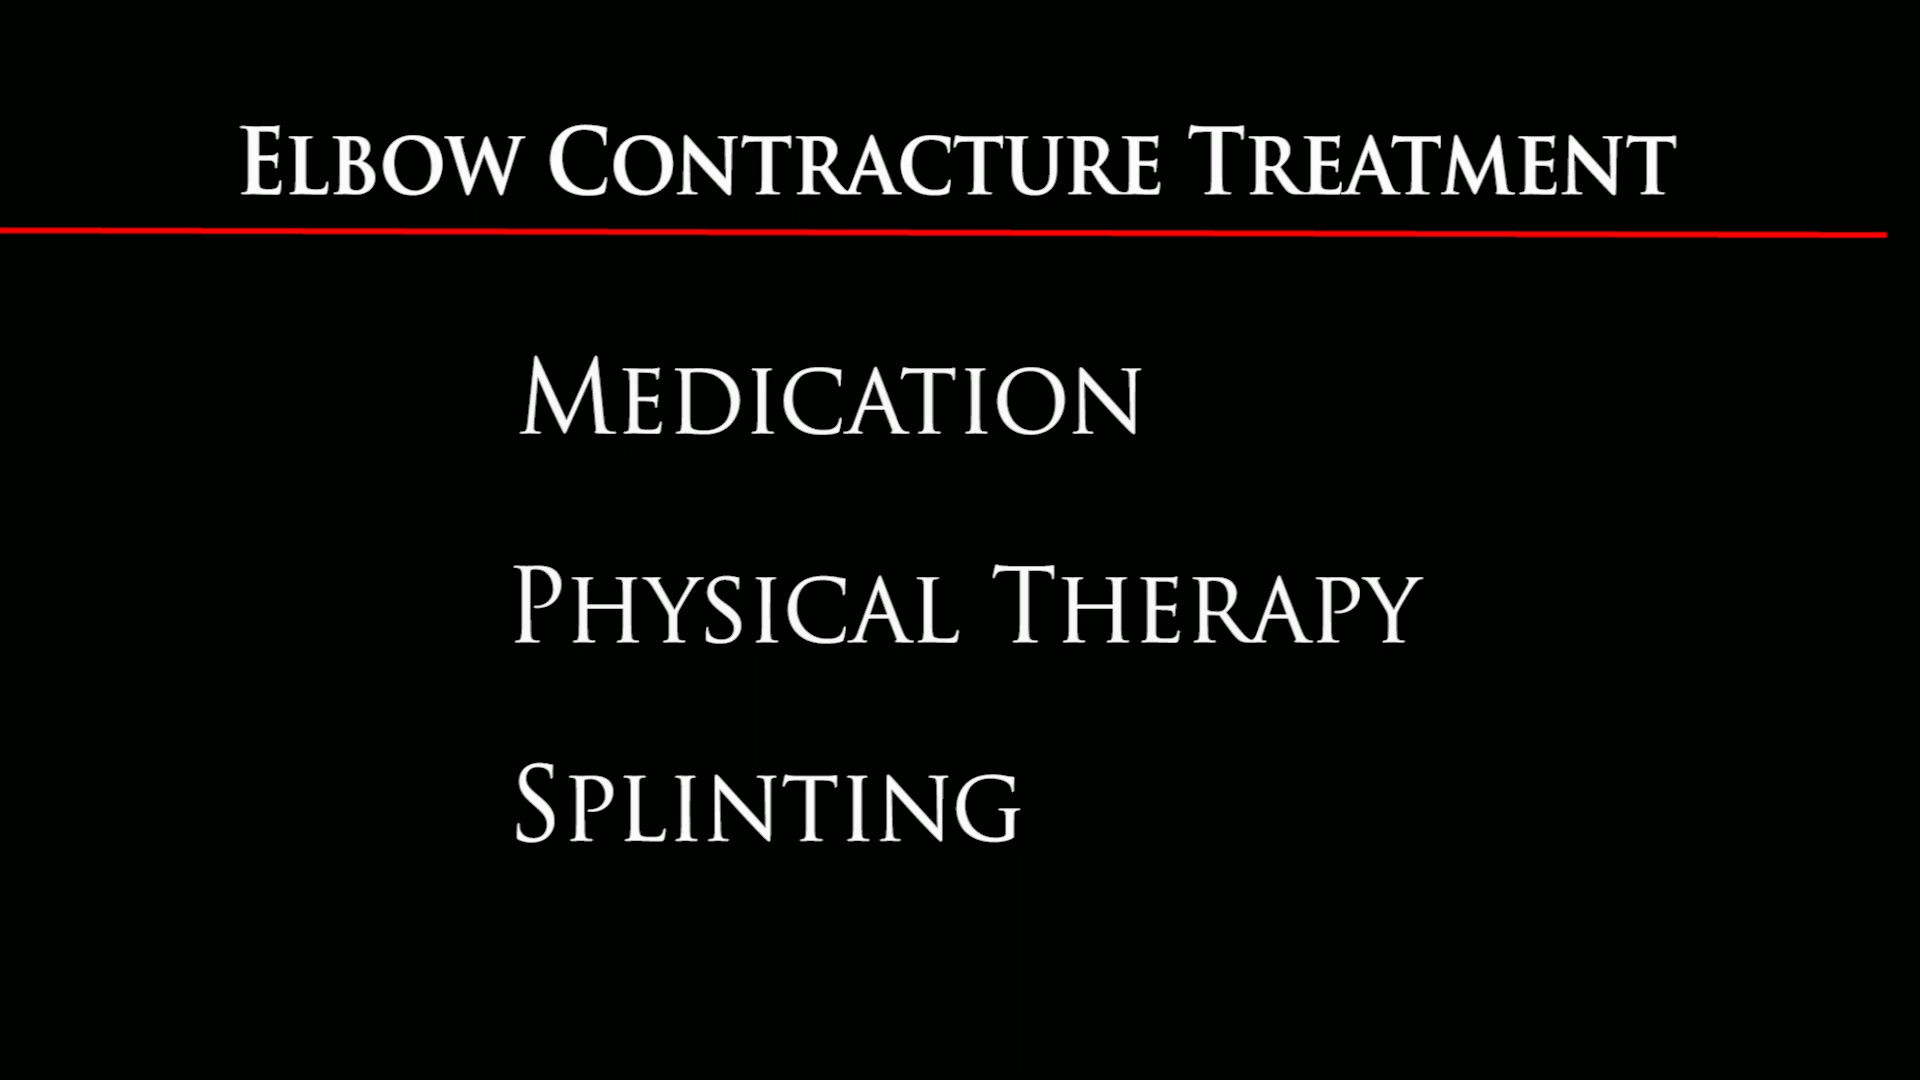 Elbow Contracture Treatment
Medication
Physical Therapy
Splinting